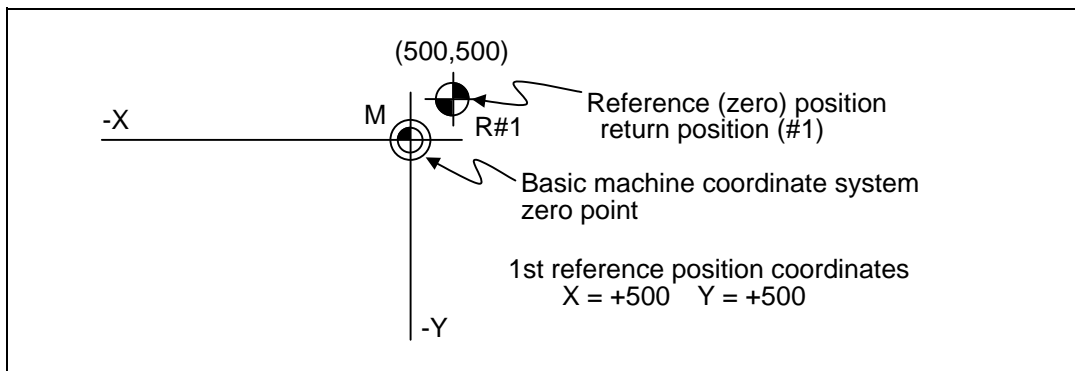 (500,500)
-X
M
R#1
Reference (zero) position
return position (#1)
Basic machine coordinate system
zero point
1st reference position coordinates
X = +500 Y = +500
-Y